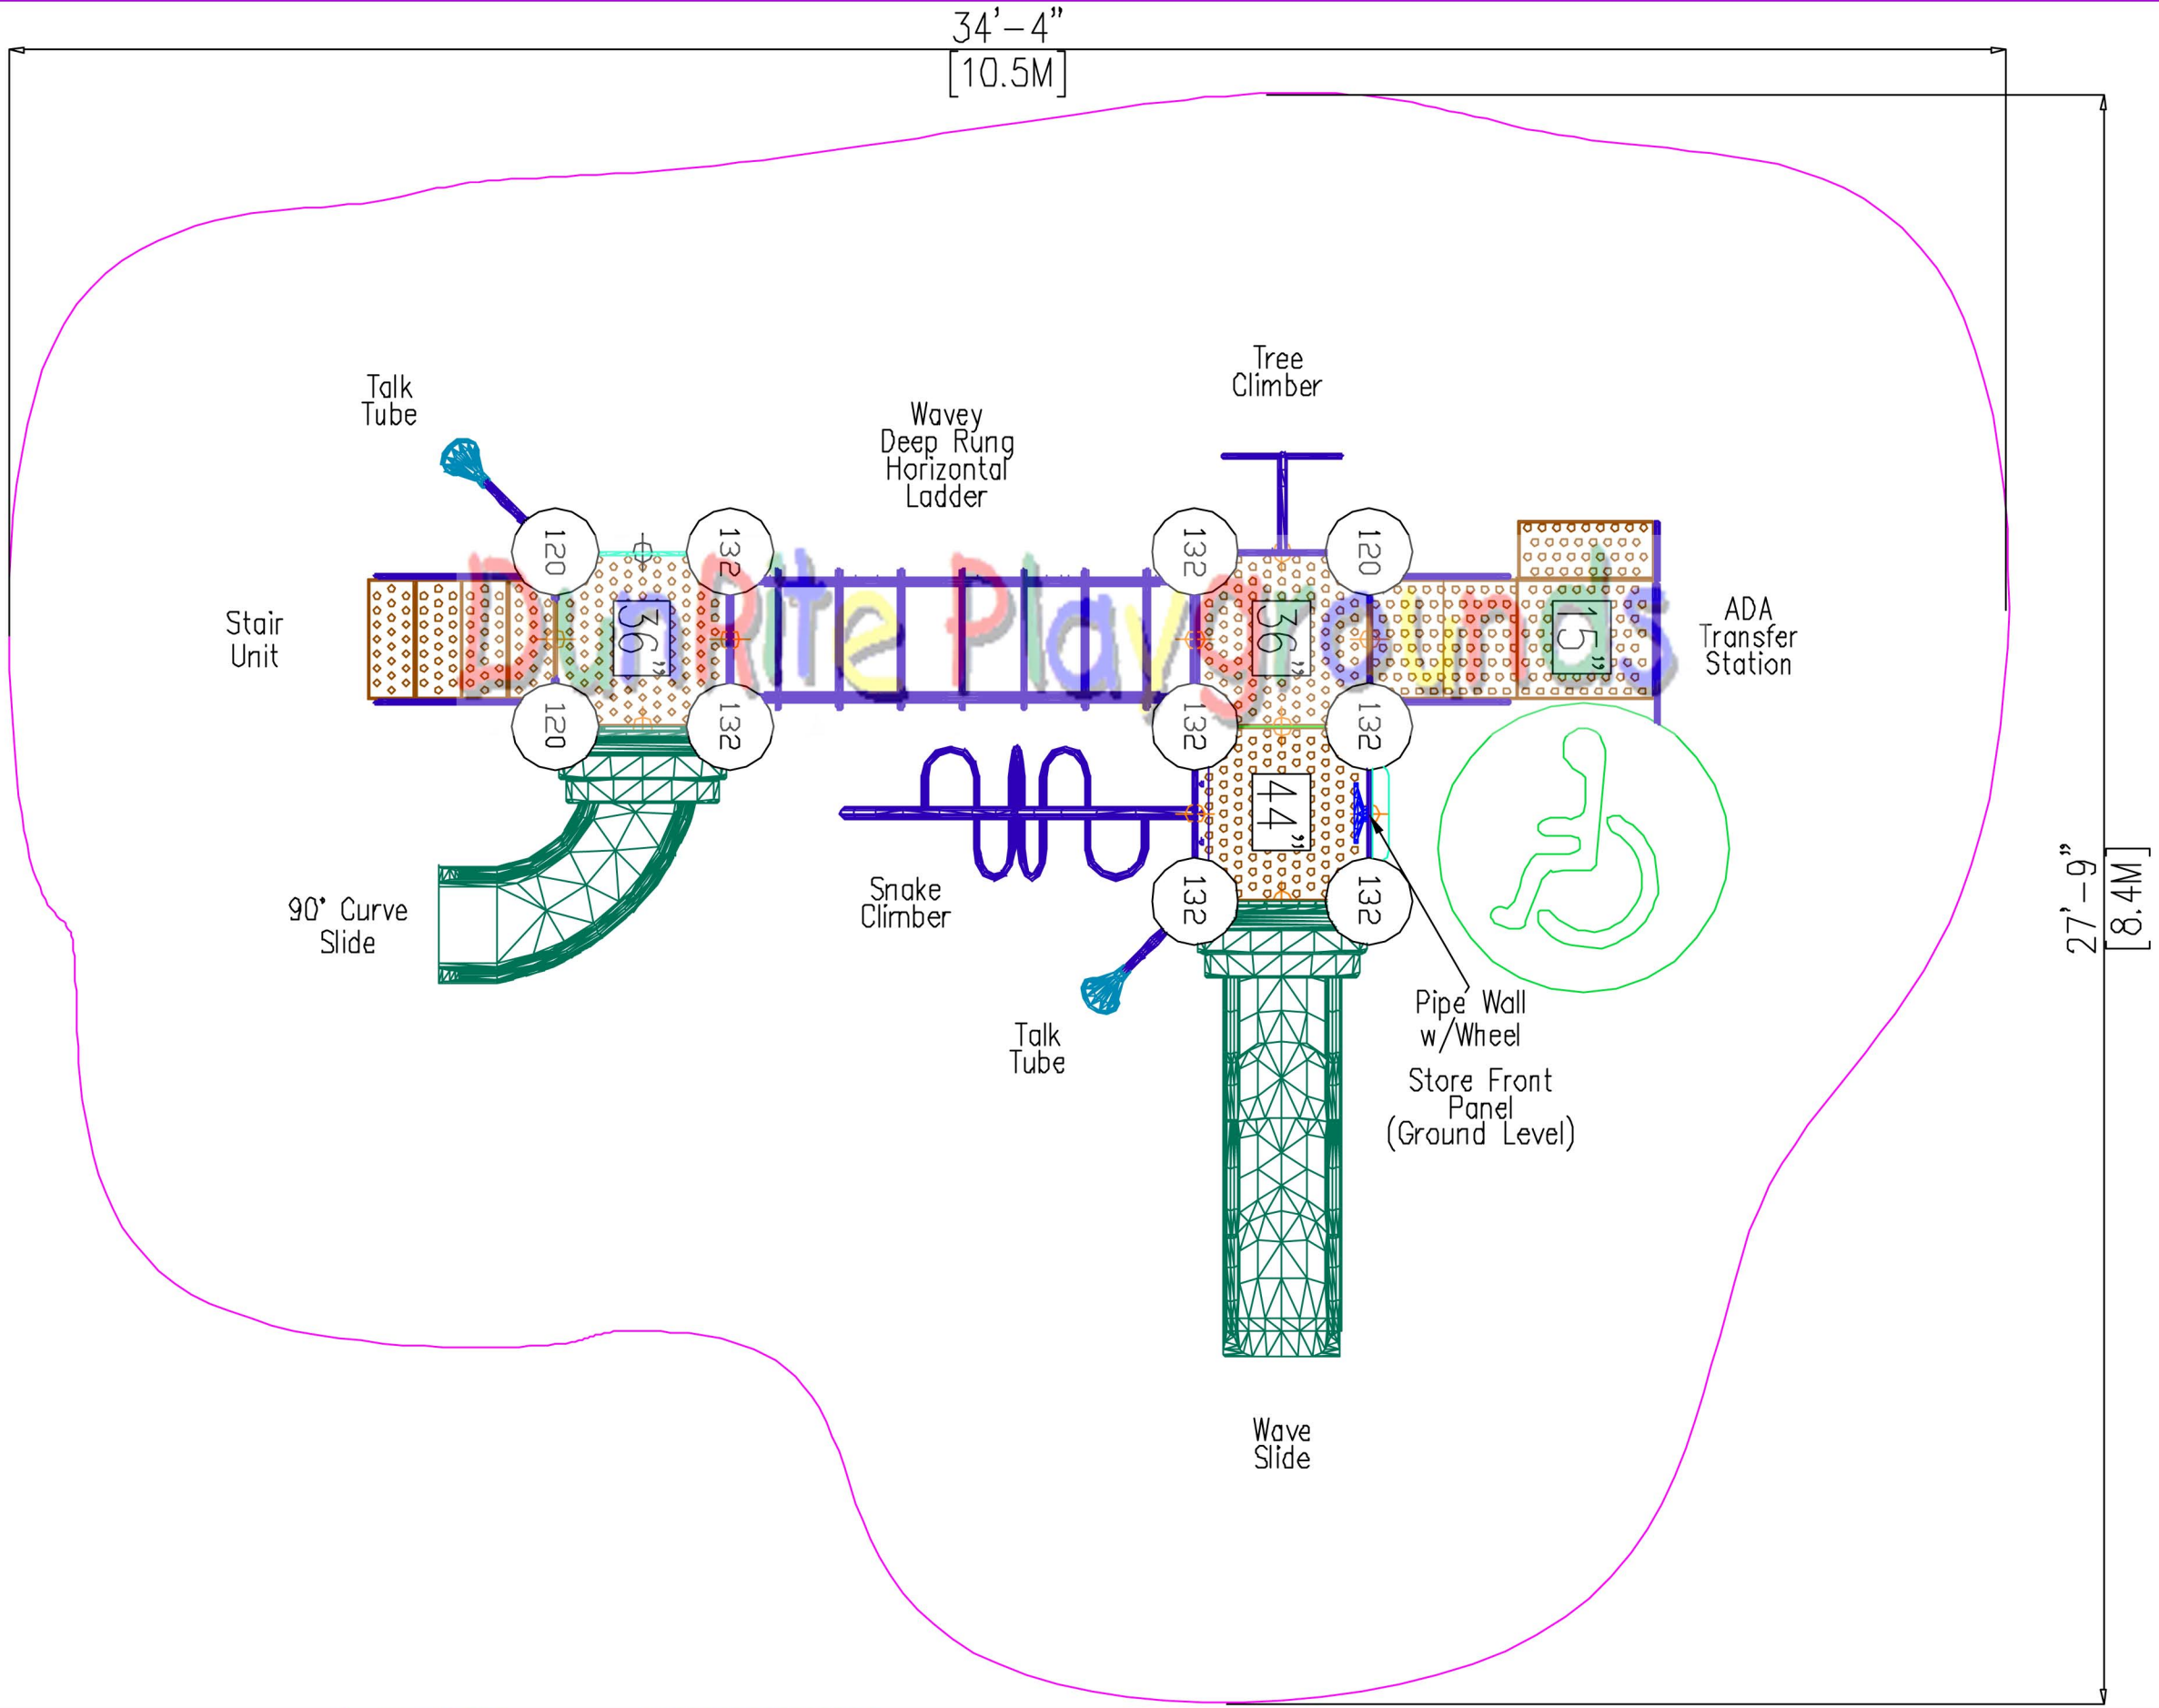 34'-4"
[10.5M]
Tree
Climber
Talk
Tube
Wavey
Deep Rung
Horizontal
Ladder
120
132
132
120
DunRite Playgrounds
Stair
Unit
36"
36"
15"
ADA
Transfer
Station
120
132
132
132
44"
27'-9"
[8.4M]
Snake
Climber
132
132
90° Curve
Slide
Pipe Wall
w/Wheel
Talk
Tube
Store Front
Panel
(Ground Level)
Wave
Slide